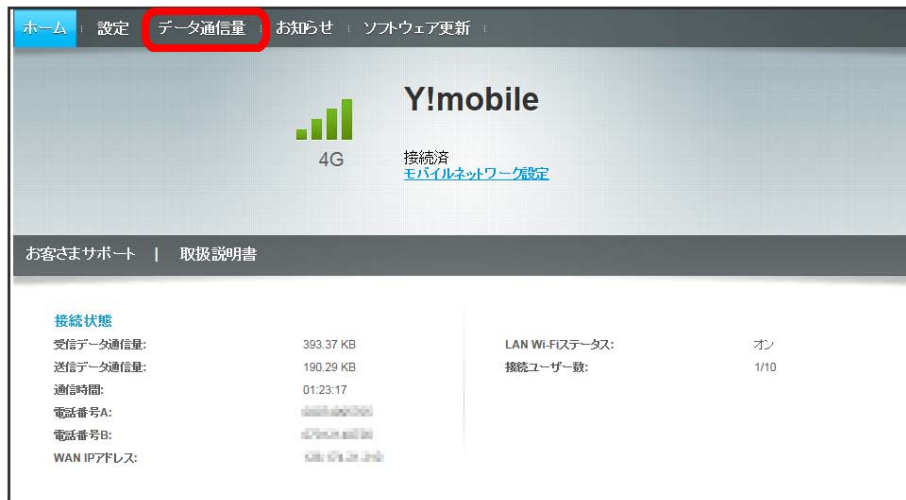 ホーム 設定 データ通信量 お知らせ ソフトウェア更新
Y!mobile
4G
接続済
モバイルネットワーク設定
お客さまサポート | 取扱説明書
接続状態
受信データ通信量: 393.37 KB LAN Wi-Fiステータス: オン
送信データ通信量: 190.29 KB 接続ユーザー数: 1/10
通信時間: 01:23:17
電話番号A:
電話番号B:
WAN IPアドレス: